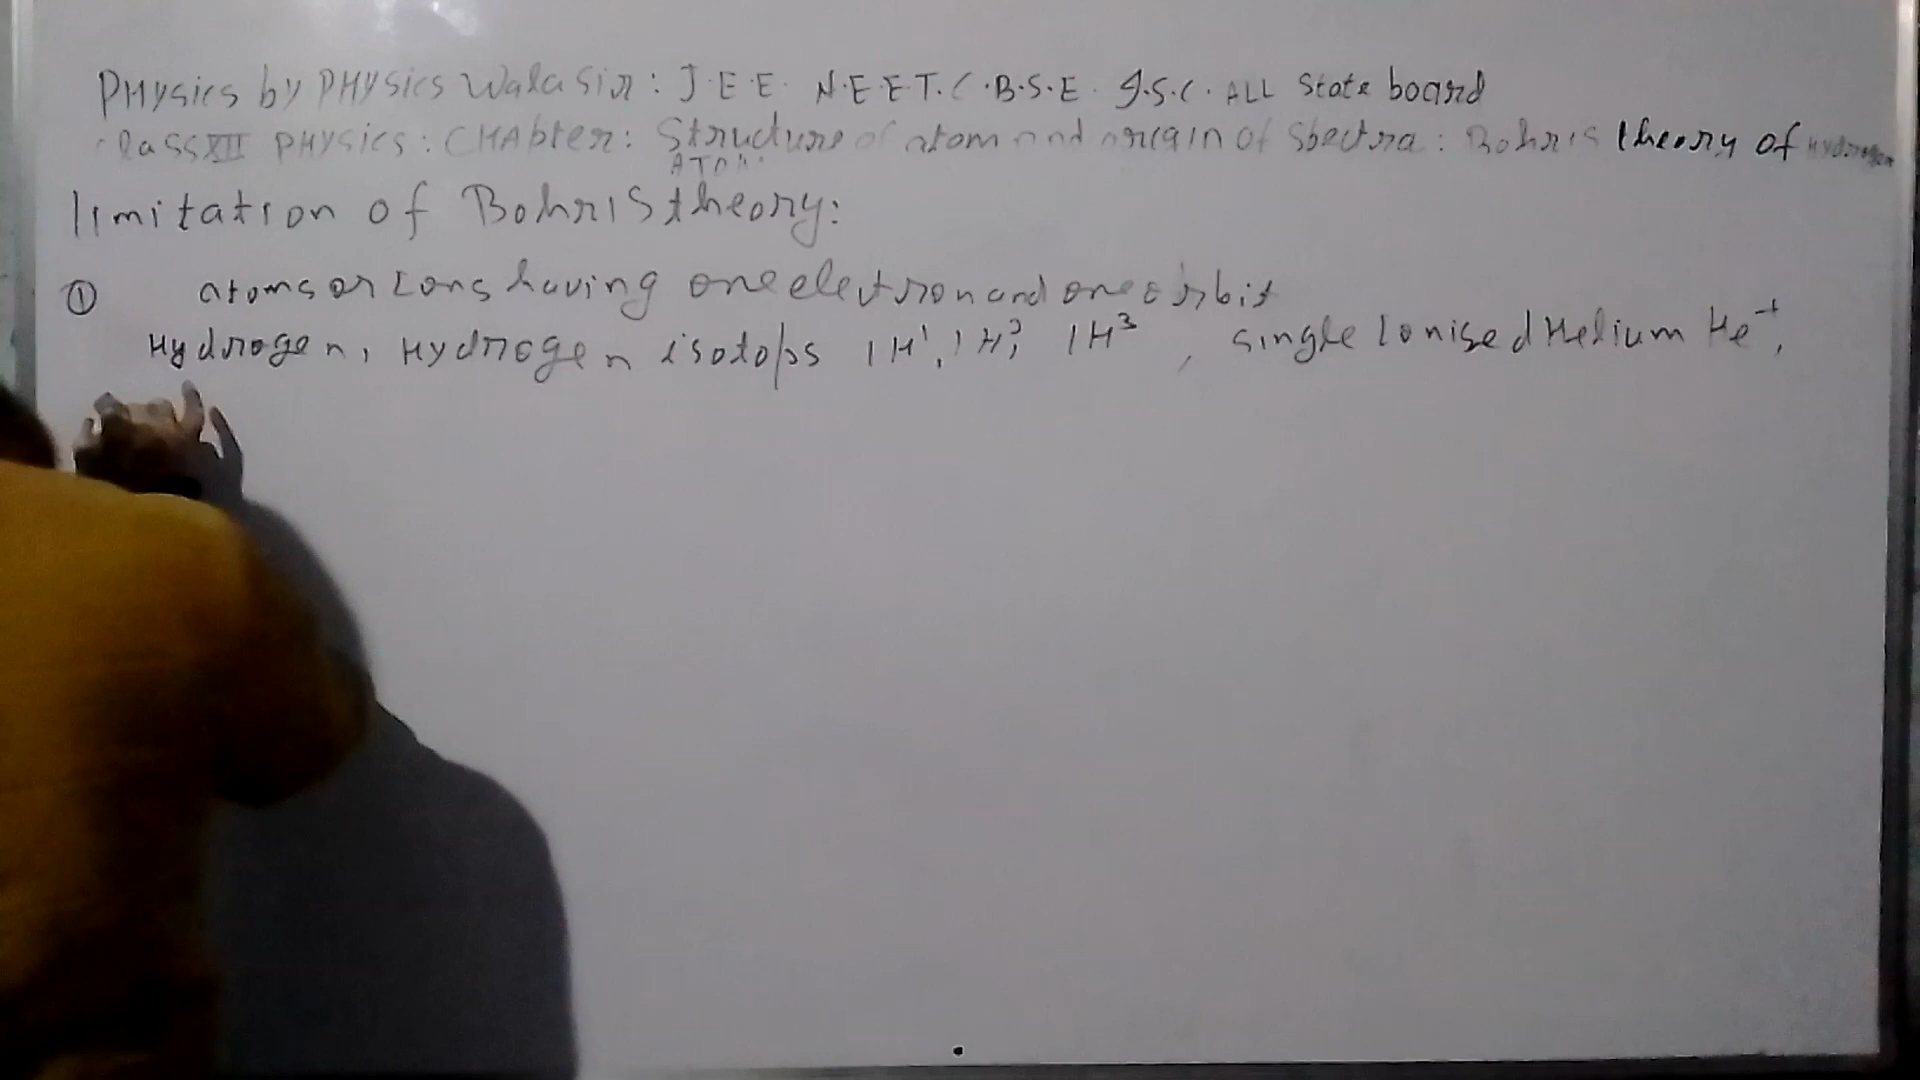 PHysics by PHysics Wala Sir : J.E.E. N.E.E.T. C.B.S.E. I.S.C. ALL State board
Class XII PHysics : CHApter : Structure of atom and origin of Spectra : Bohr's theory of Hydrogen
ATOM
limitation of Bohr's theory:
① atoms or Ions having one electron and one orbit
Hydrogen, Hydrogen isotops 1H¹, 1H², 1H³, single Ionised Helium He⁺,